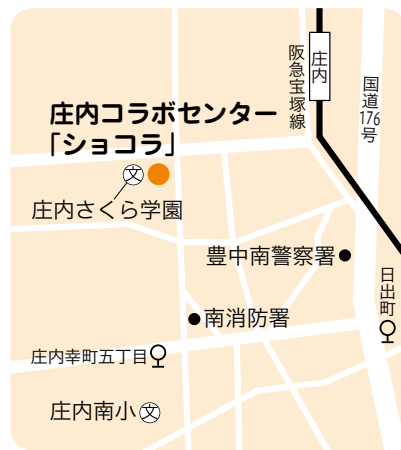 庄内
阪急宝塚線
国道176号
庄内コラボセンター
「ショコラ」
文
庄内さくら学園
豊中南警察署
日出町
南消防署
庄内幸町五丁目
庄内南小
文